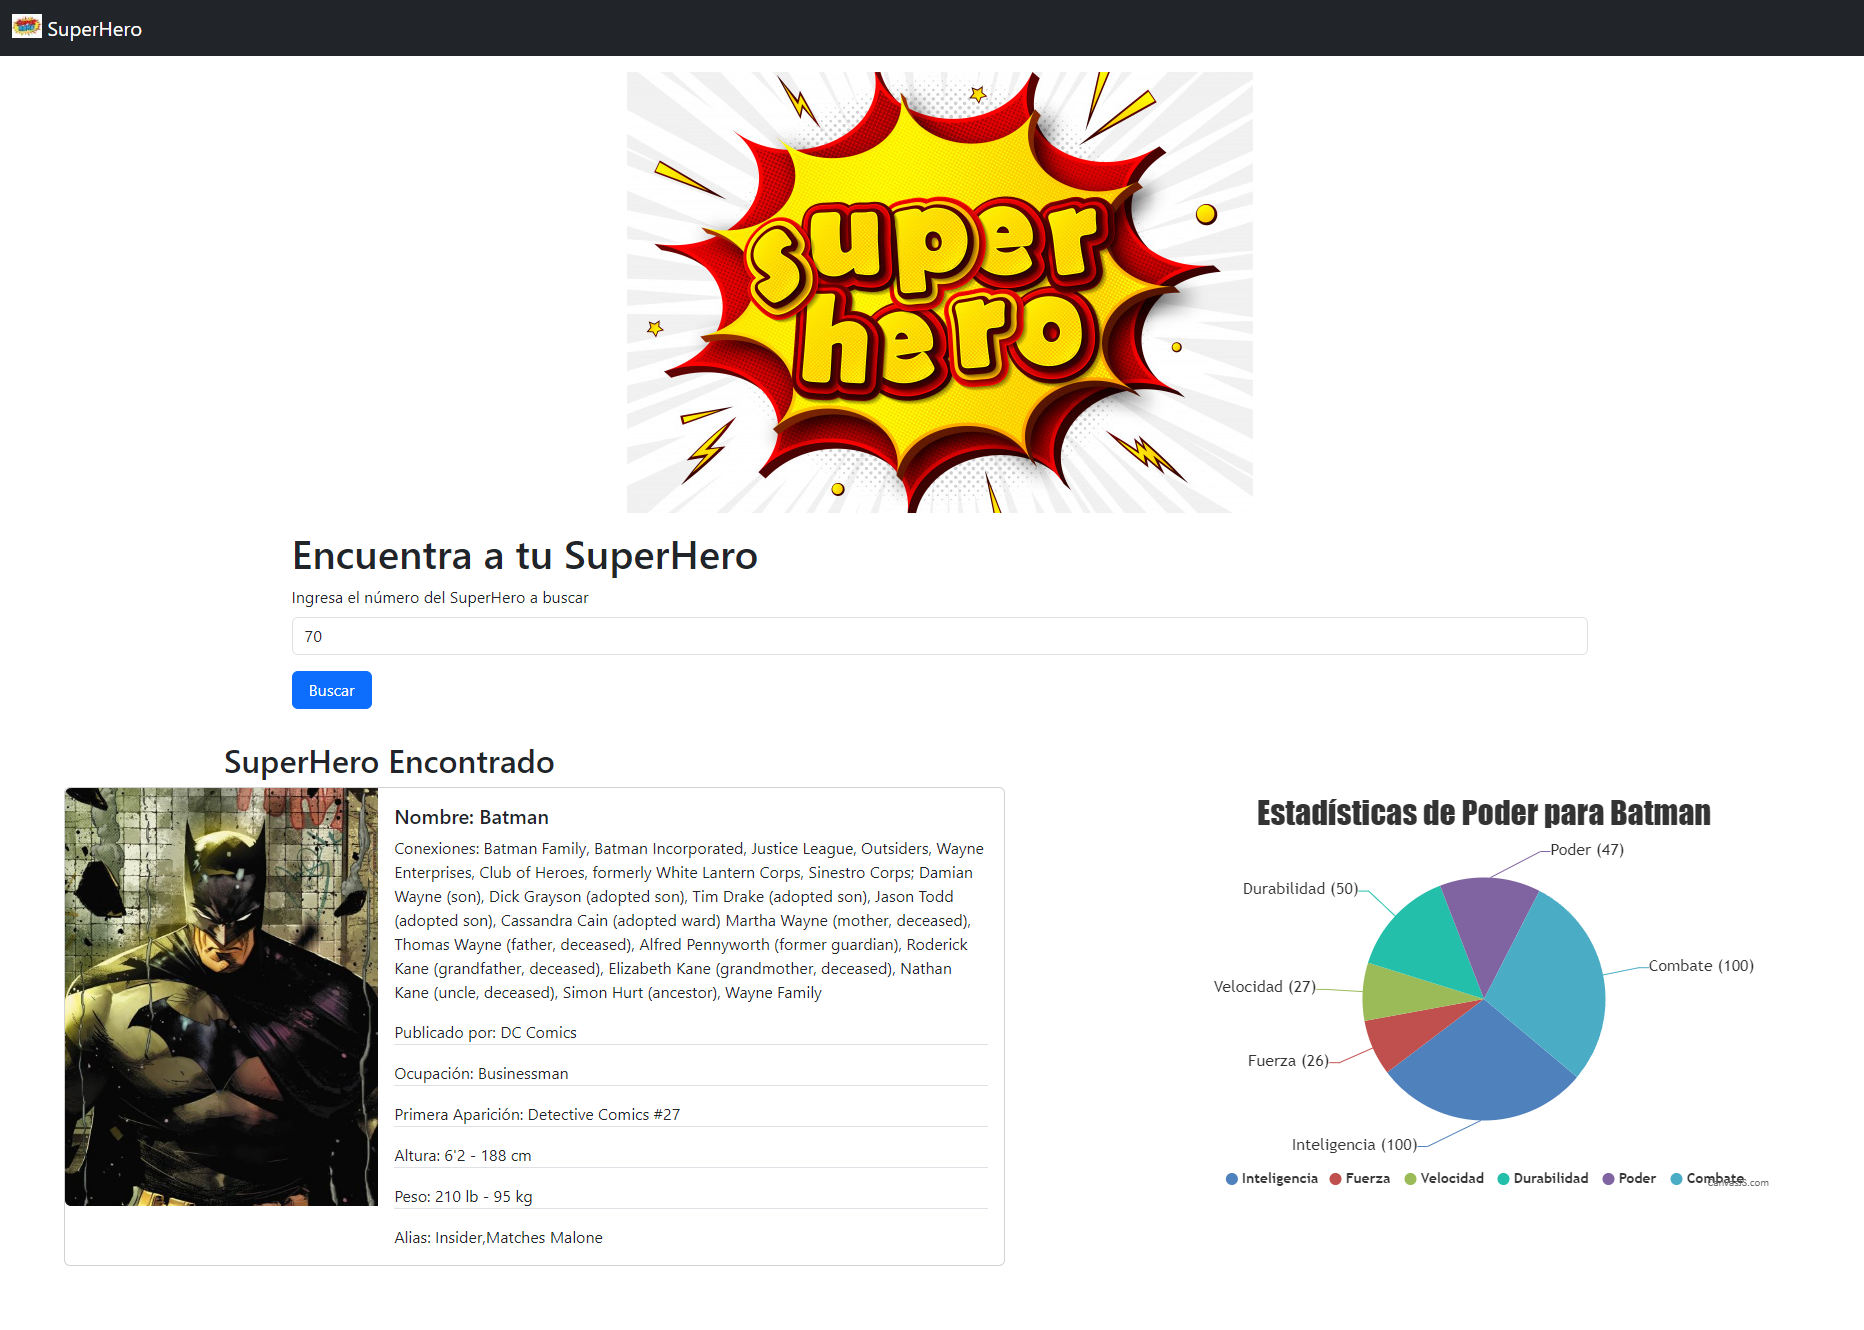 SuperHero
super
hero
Encuentra a tu SuperHero
Ingresa el número del SuperHero a buscar
70
Buscar
SuperHero Encontrado
Nombre: Batman
Conexiones: Batman Family, Batman Incorporated, Justice League, Outsiders, Wayne
Enterprises, Club of Heroes, formerly White Lantern Corps, Sinestro Corps; Damian
Wayne (son), Dick Grayson (adopted son), Tim Drake (adopted son), Jason Todd
(adopted son), Cassandra Cain (adopted ward) Martha Wayne (mother, deceased),
Thomas Wayne (father, deceased), Alfred Pennyworth (former guardian), Roderick
Kane (grandfather, deceased), Elizabeth Kane (grandmother, deceased), Nathan
Kane (uncle, deceased), Simon Hurt (ancestor), Wayne Family
Publicado por: DC Comics
Ocupación: Businessman
Primera Aparición: Detective Comics #27
Altura: 6'2 - 188 cm
Peso: 210 lb - 95 kg
Alias: Insider,Matches Malone
Estadísticas de Poder para Batman
Poder (47)
Durabilidad (50)
Combate (100)
Velocidad (27)
Fuerza (26)
Inteligencia (100)
Inteligencia Fuerza Velocidad Durabilidad Poder Combate
CanvasJS.com